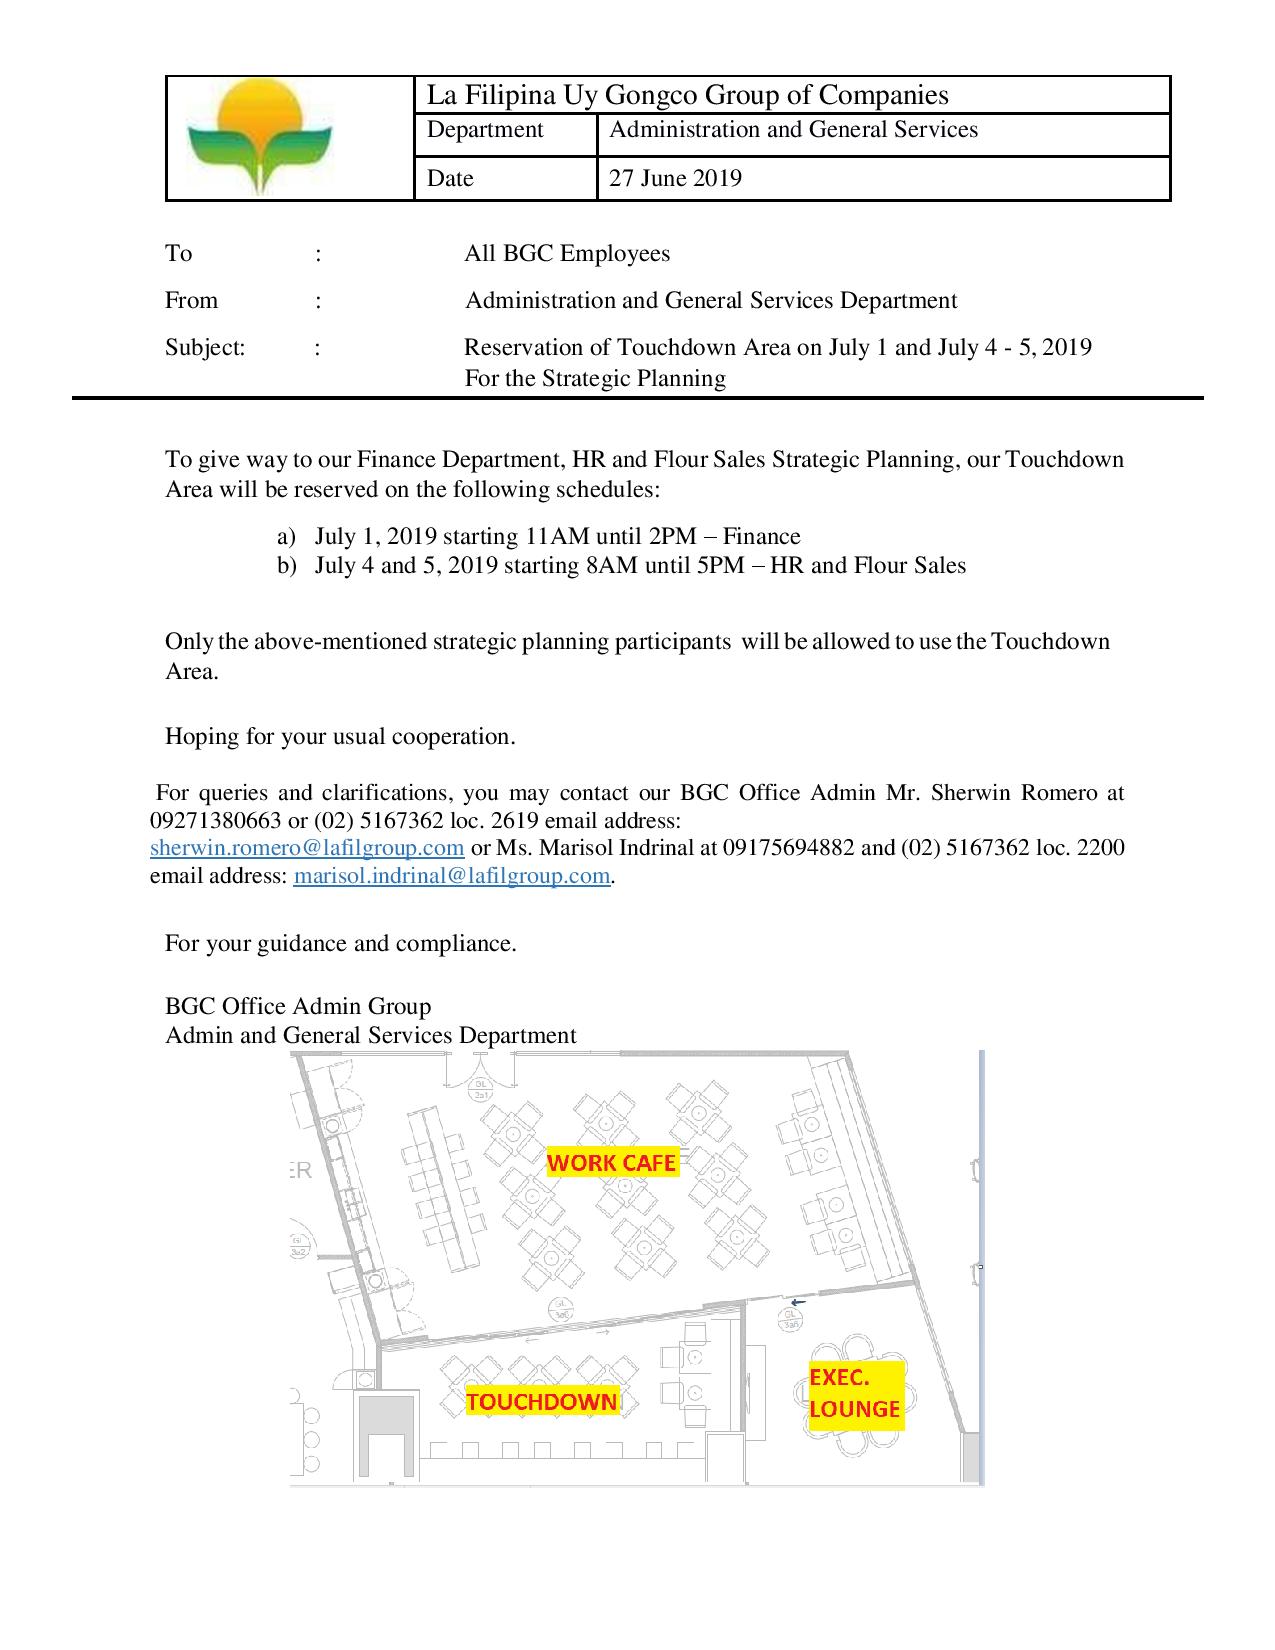 La Filipina Uy Gongco Group of Companies
Department Administration and General Services
Date 27 June 2019
To : All BGC Employees
From : Administration and General Services Department
Subject: : Reservation of Touchdown Area on July 1 and July 4 - 5, 2019
For the Strategic Planning
To give way to our Finance Department, HR and Flour Sales Strategic Planning, our Touchdown
Area will be reserved on the following schedules:
a) July 1, 2019 starting 11AM until 2PM – Finance
b) July 4 and 5, 2019 starting 8AM until 5PM – HR and Flour Sales
Only the above-mentioned strategic planning participants will be allowed to use the Touchdown
Area.
Hoping for your usual cooperation.
For queries and clarifications, you may contact our BGC Office Admin Mr. Sherwin Romero at
09271380663 or (02) 5167362 loc. 2619 email address:
sherwin.romero@lafilgroup.com or Ms. Marisol Indrinal at 09175694882 and (02) 5167362 loc. 2200
email address: marisol.indrinal@lafilgroup.com.
For your guidance and compliance.
BGC Office Admin Group
Admin and General Services Department
GL
2a1
WORK CAFE
ER
GL
3a2
GL
GL
TOUCHDOWN
EXEC.
LOUNGE